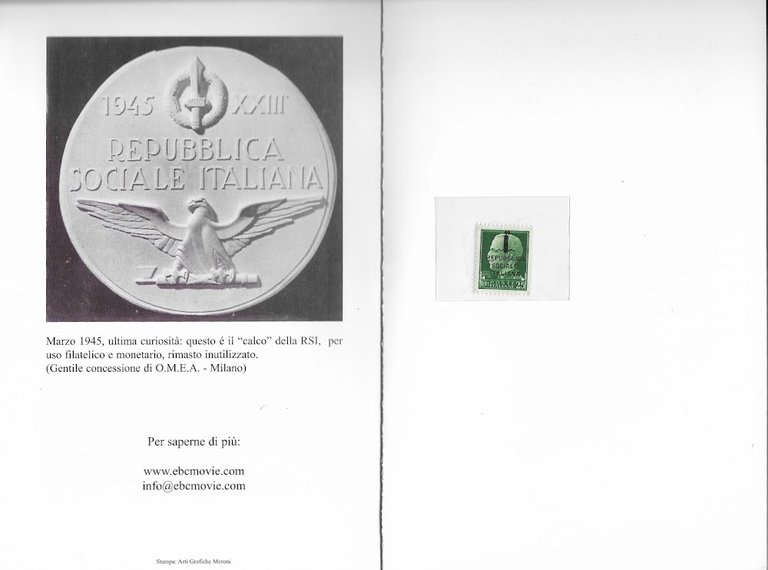 1945 XXIII
REPUBBLICA
SOCIALE ITALIANA
Marzo 1945, ultima curiosità: questo é il “calco” della RSI, per
uso filatelico e monetario, rimasto inutilizzato.
(Gentile concessione di O.M.E.A. - Milano)
Per saperne di più:
www.ebcmovie.com
info@ebcmovie.com
Stampa: Arti Grafiche Meroni
REPUBBLICA
SOCIALE
ITALIANA
POSTE
ITALIANE
25